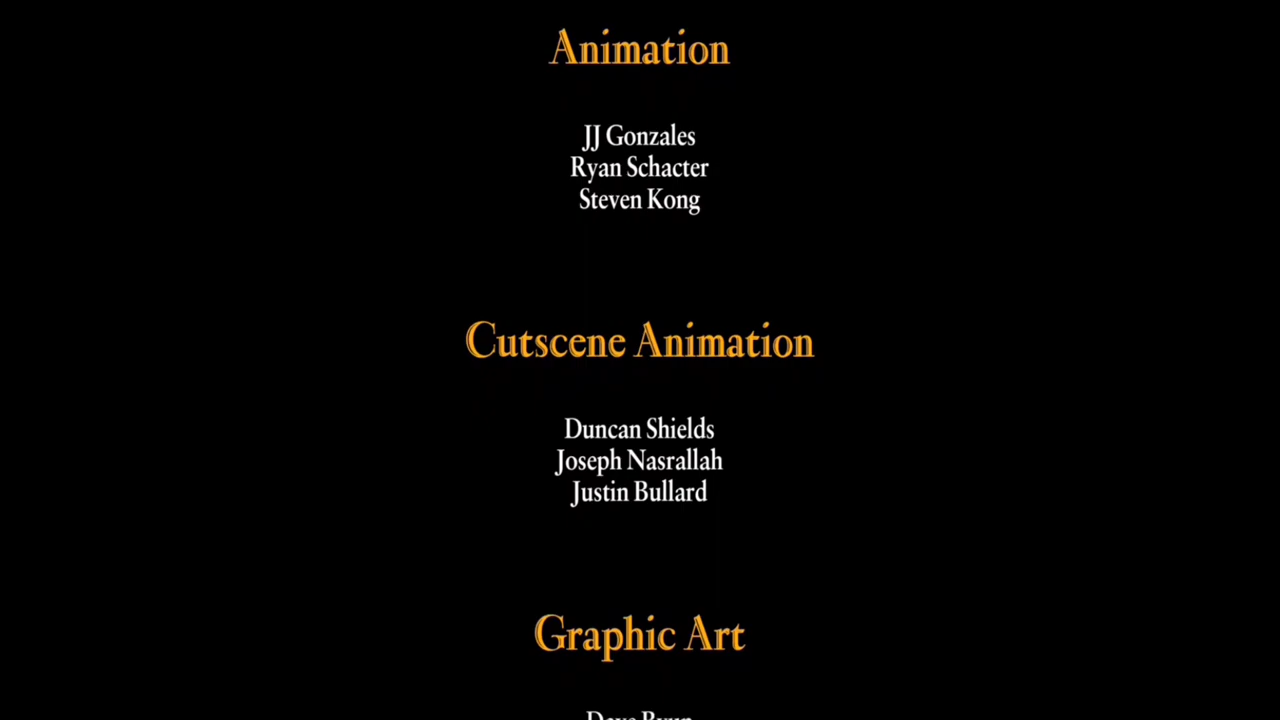 Animation
JJ Gonzales
Ryan Schacter
Steven Kong
Cutscene Animation
Duncan Shields
Joseph Nasrallah
Justin Bullard
Graphic Art